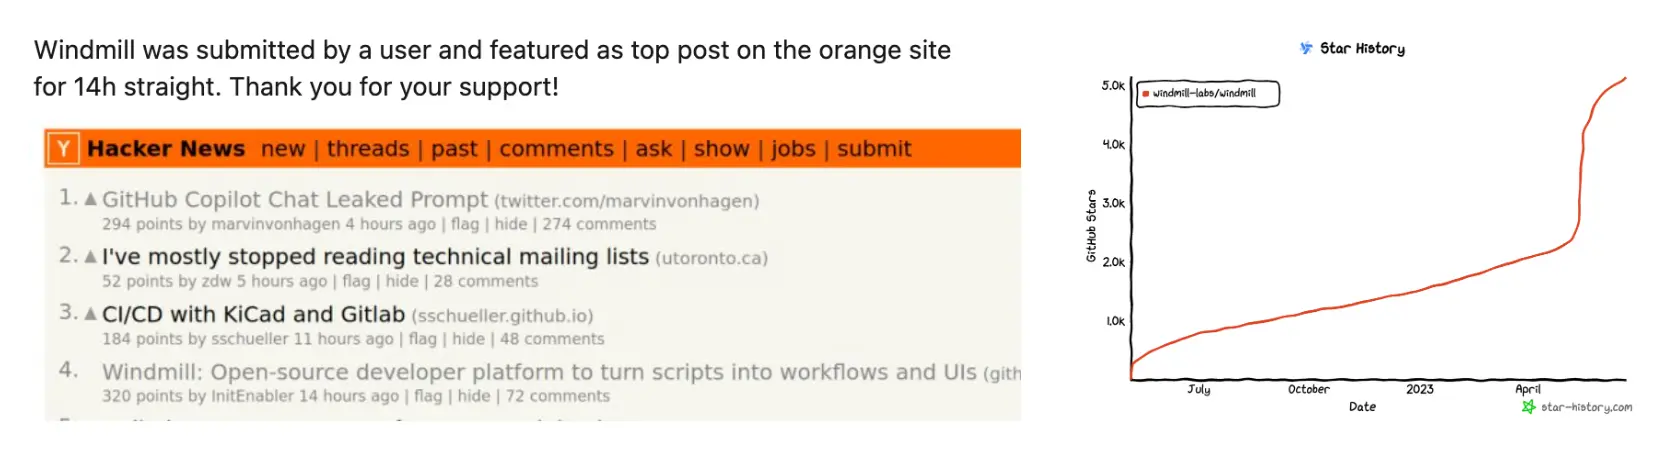 Windmill was submitted by a user and featured as top post on the orange site
for 14h straight. Thank you for your support!
Y Hacker News new | threads | past | comments | ask | show | jobs | submit
1. ▲ GitHub Copilot Chat Leaked Prompt (twitter.com/marvinvonhagen)
294 points by marvinvonhagen 4 hours ago | flag | hide | 274 comments
2. ▲ I've mostly stopped reading technical mailing lists (utoronto.ca)
52 points by zdw 5 hours ago | flag | hide | 28 comments
3. ▲ CI/CD with KiCad and Gitlab (sschueller.github.io)
184 points by sschueller 11 hours ago | flag | hide | 48 comments
4. Windmill: Open-source developer platform to turn scripts into workflows and UIs (gith
320 points by InitEnabler 14 hours ago | flag | hide | 72 comments
Star History
windmill-labs/windmill
5.0k
4.0k
3.0k
2.0k
1.0k
GitHub Stars
July October 2023 April
Date
star-history.com